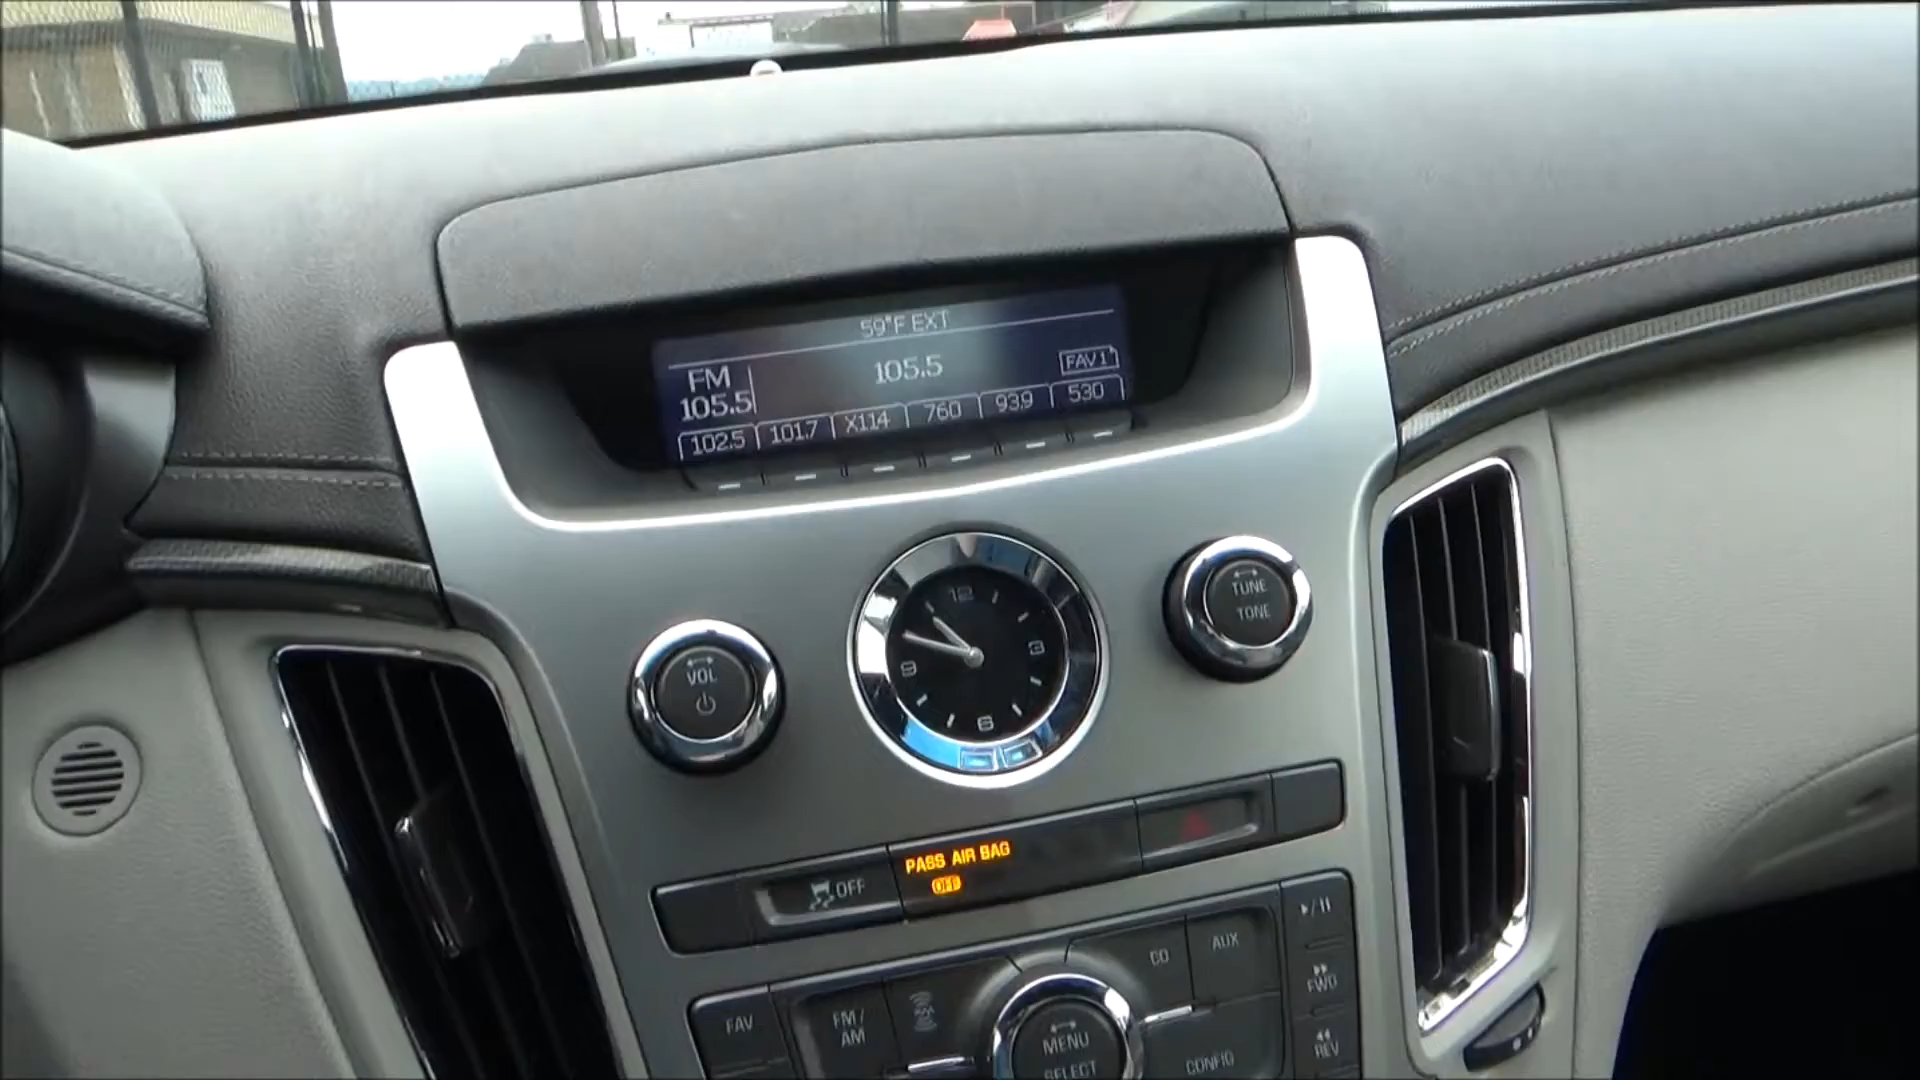 59°F EXT
FM
105.5
105.5
FAV 1
102.5 101.7 X114 760 93.9 530
VOL
TUNE
TONE
12
3
6
9
OFF
PASS AIR BAG
OFF
FAV
FM/
AM
CD
AUX
MENU
SELECT
CONFIG
FWD
REV